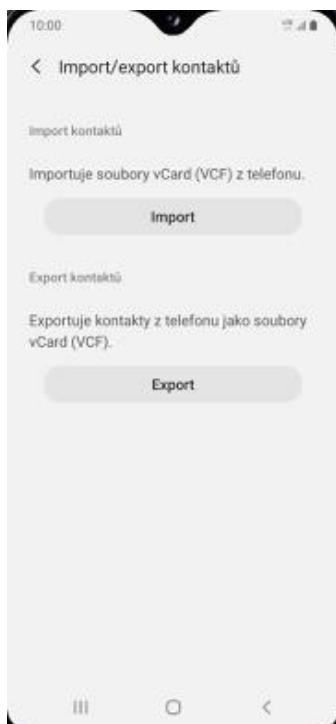 10:00
Import/export kontaktů
Import kontaktů
Importuje soubory vCard (VCF) z telefonu.
Import
Export kontaktů
Exportuje kontakty z telefonu jako soubory
vCard (VCF).
Export